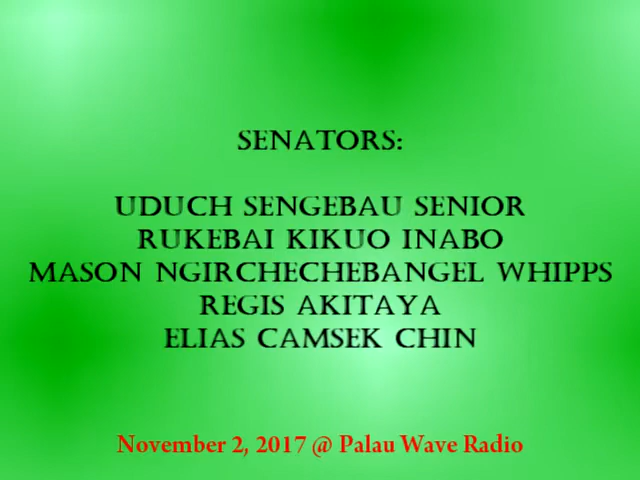 SENATORS:
UDUCH SENGEBAU SENIOR
RUKEBAI KIKUO INABO
MASON NGIRCHECHEBANGEL WHIPPS
REGIS AKITAYA
ELIAS CAMSEK CHIN
November 2, 2017 @ Palau Wave Radio